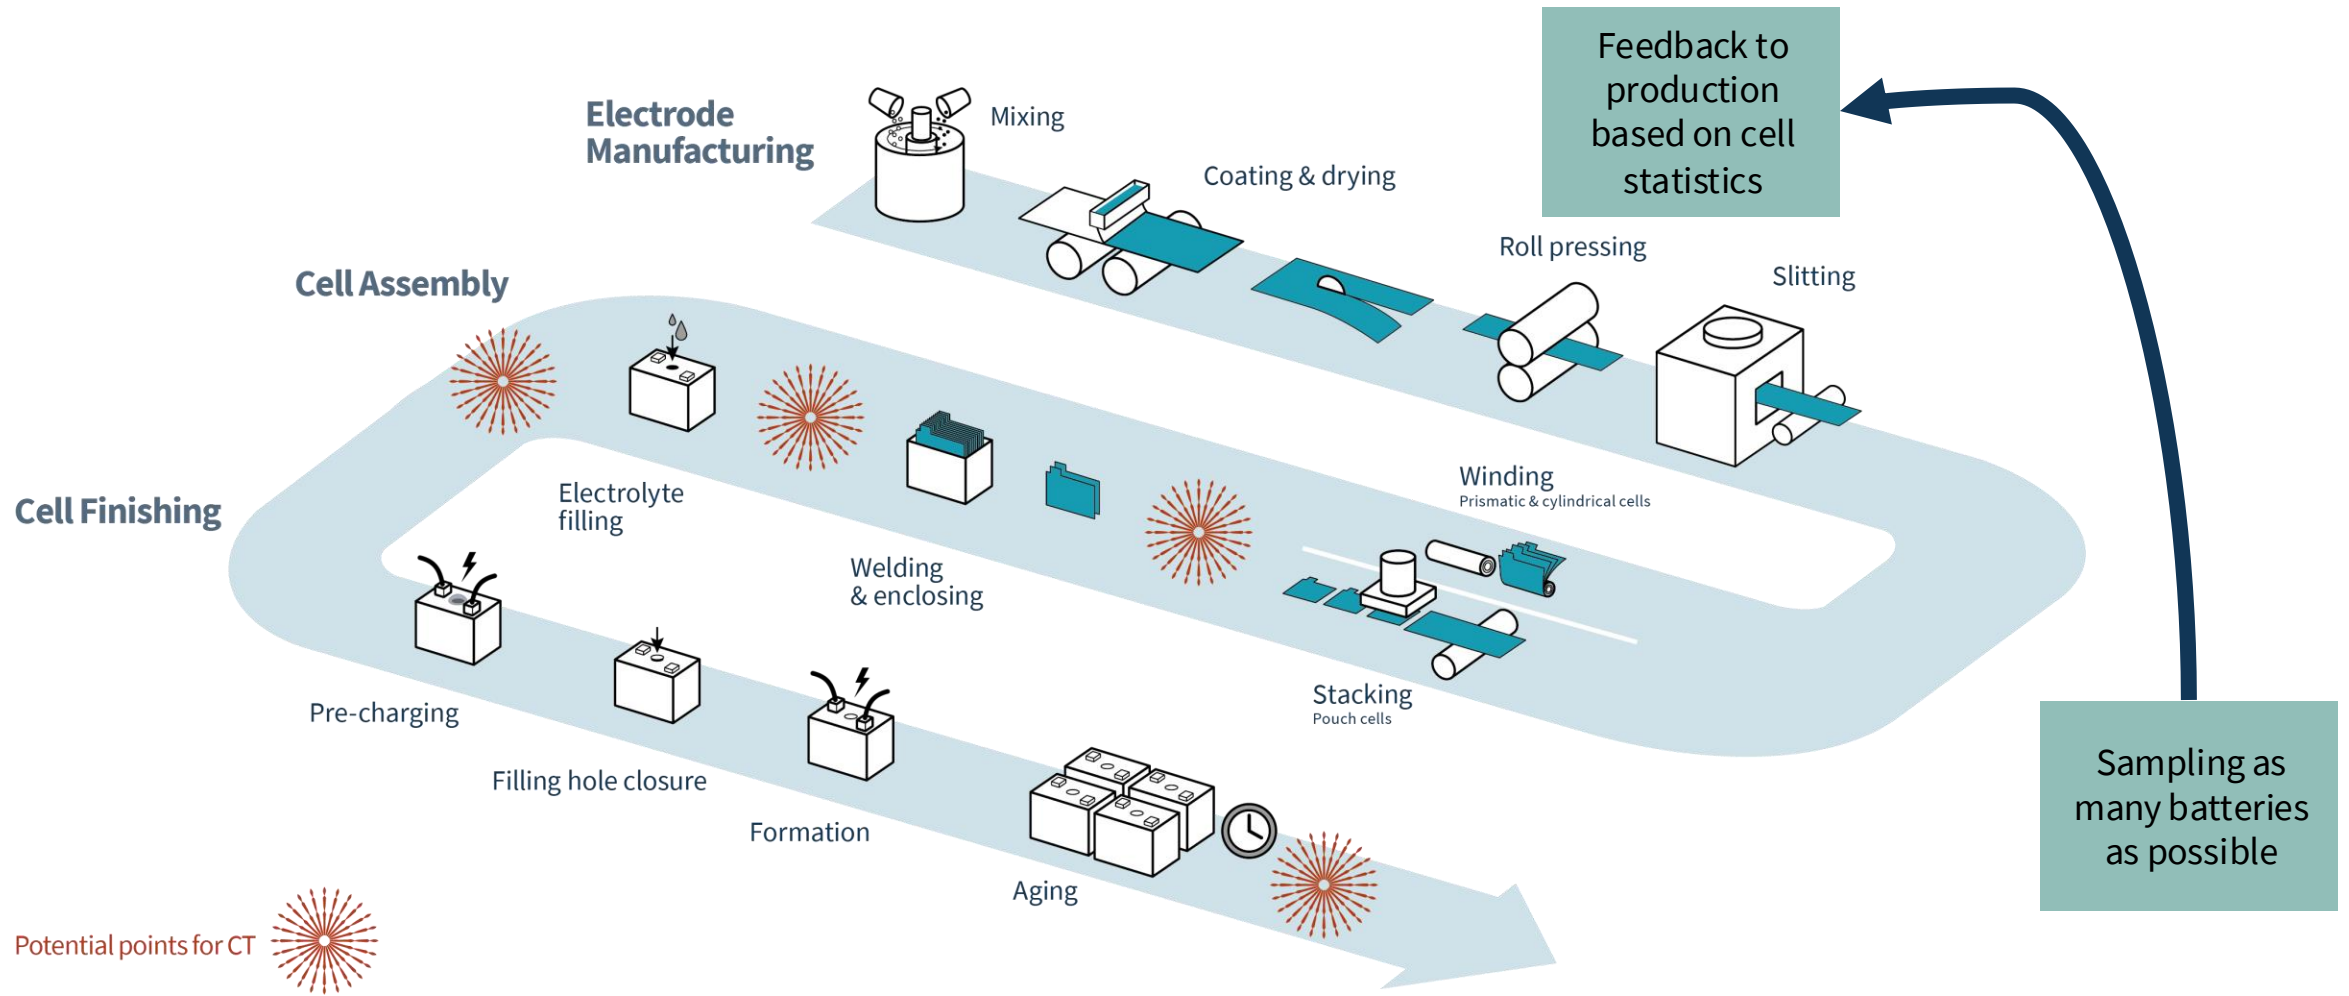 Feedback to
production
based on cell
statistics
Electrode
Manufacturing
Mixing
Coating & drying
Roll pressing
Slitting
Cell Assembly
Winding
Prismatic & cylindrical cells
Electrolyte
filling
Cell Finishing
Welding
& enclosing
Stacking
Pouch cells
Pre-charging
Filling hole closure
Formation
Aging
Sampling as
many batteries
as possible
Potential points for CT